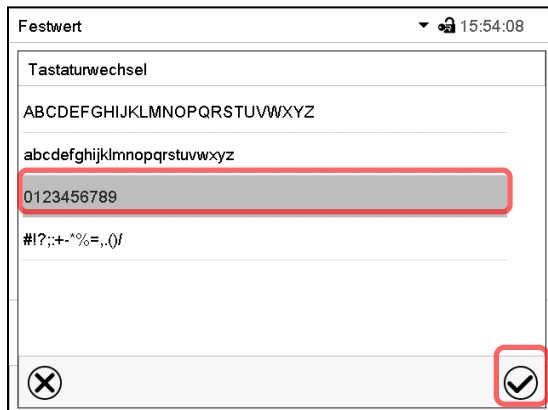 Festwert 15:54:08
Tastaturwechsel
ABCDEFGHIJKLMNOPQRSTUVWXYZ
abcdefghijklmnopqrstuvwxyz
0123456789
#!?;:+-*%=,.()/